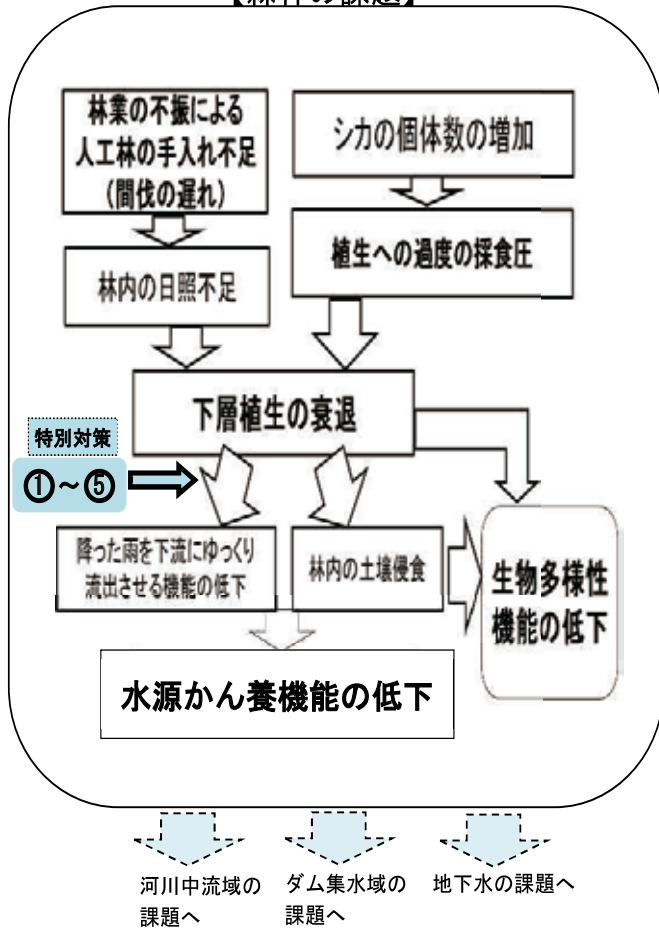 【森林の課題】
林業の不振による
人工林の手入れ不足
(間伐の遅れ)
シカの個体数の増加
林内の日照不足
植生への過度の採食圧
下層植生の衰退
特別対策
①～⑤
降った雨を下流にゆっくり
流出させる機能の低下
林内の土壌侵食
生物多様性
機能の低下
水源かん養機能の低下
河川中流域の
課題へ
ダム集水域の
課題へ
地下水の課題へ